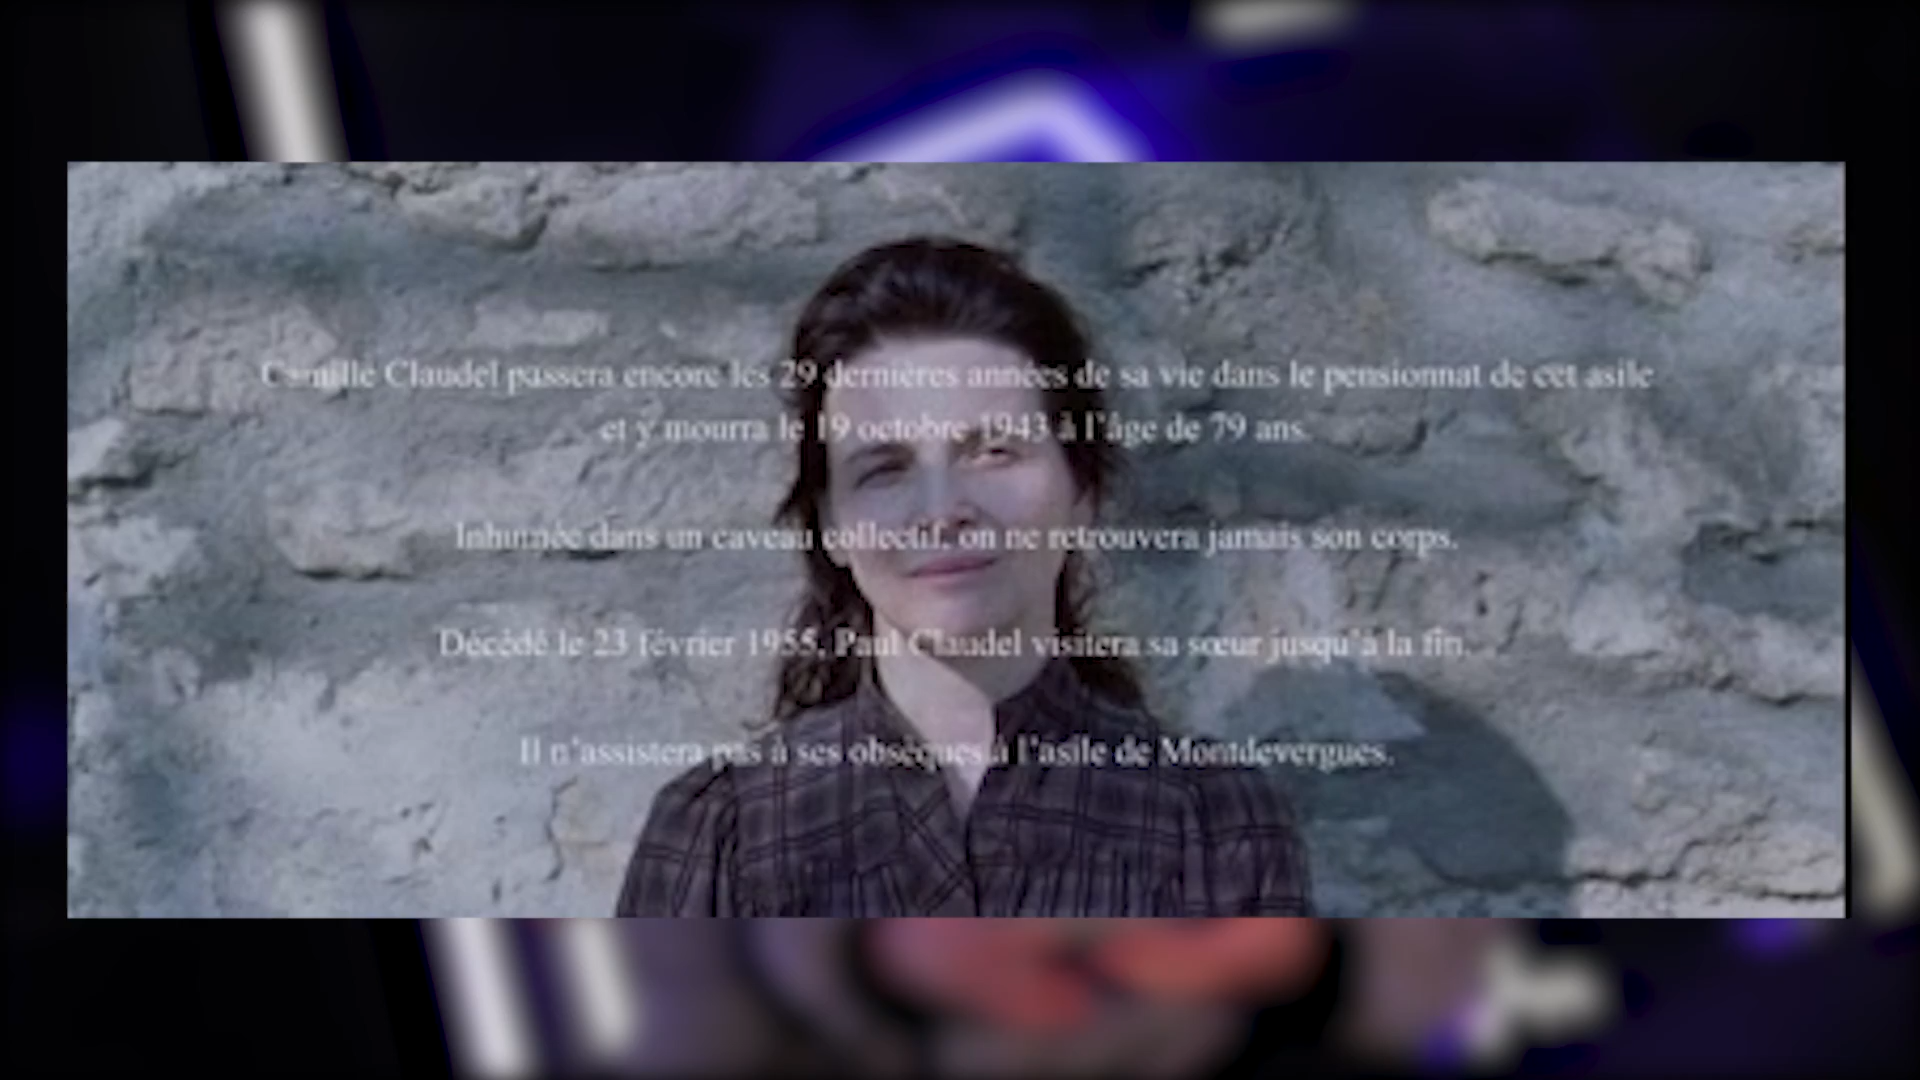 Camille Claudel passera encore les 29 dernières années de sa vie dans le pensionnat de cet asile
et y mourra le 19 octobre 1943 à l'âge de 79 ans.
Inhumée dans un caveau collectif, on ne retrouvera jamais son corps.
Décédé le 23 février 1955, Paul Claudel visitera sa sœur jusqu'à la fin.
Il n'assistera pas à ses obsèques à l'asile de Montdevergues.